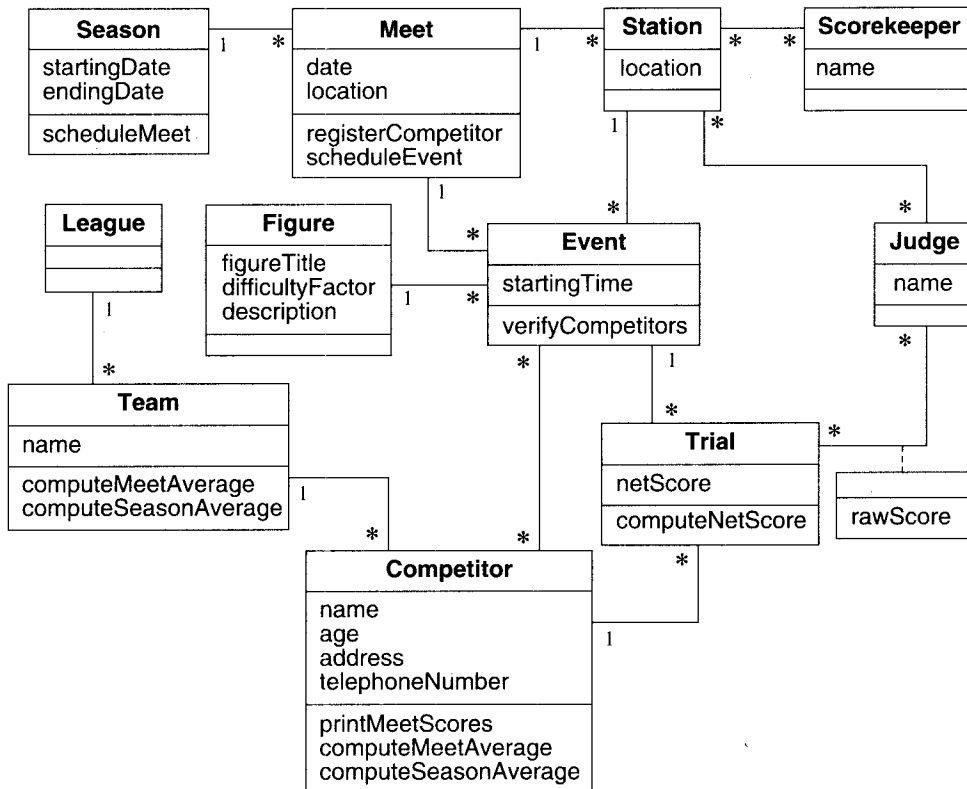 Season
startingDate
endingDate
scheduleMeet
1
*
Meet
date
location
registerCompetitor
scheduleEvent
1
*
Station
location
*
*
Scorekeeper
name
1
*
1
*
*
*
League
Figure
figureTitle
difficultyFactor
description
1
*
Event
startingTime
verifyCompetitors
Judge
name
1
*
*
1
*
*
*
Team
name
computeMeetAverage
computeSeasonAverage
1
*
*
Trial
netScore
computeNetScore
rawScore
*
1
Competitor
name
age
address
telephoneNumber
printMeetScores
computeMeetAverage
computeSeasonAverage